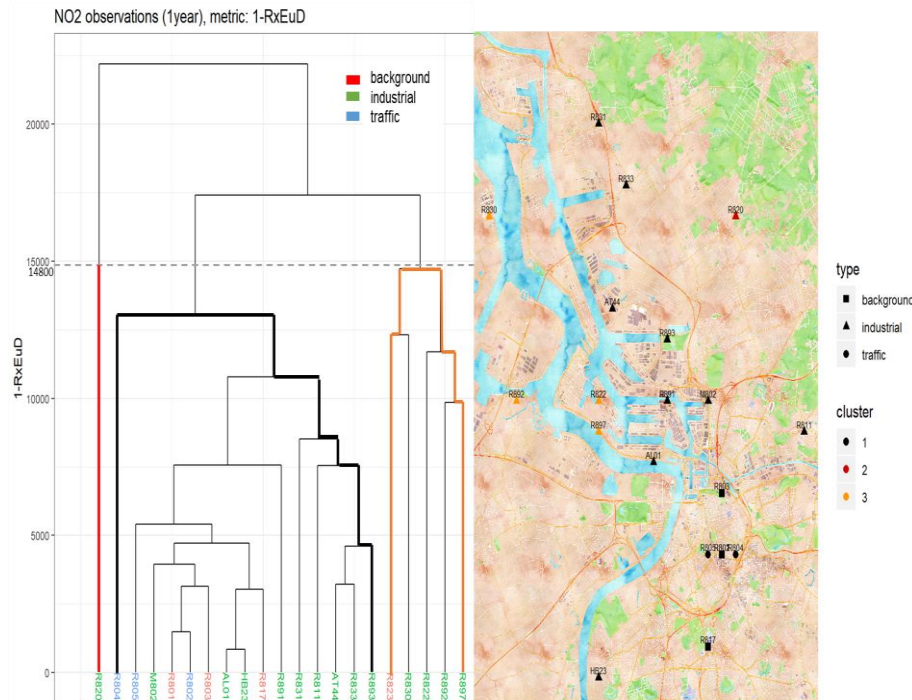 NO2 observations (1year), metric: 1-RxEuD
background
industrial
traffic
20000
15000
14800
10000
5000
0
1-RxEuD
R820
R804
R805
M802
R801
R802
R803
AL01
HB23
R817
R891
R831
R811
AT44
R833
R893
R823
R830
R822
R892
R897
R831
R833
R830
R820
AT44
R893
R892
R822
R891
M802
R897
R811
AL01
R803
R804
R817
HB23
type
background
industrial
traffic
cluster
1
2
3